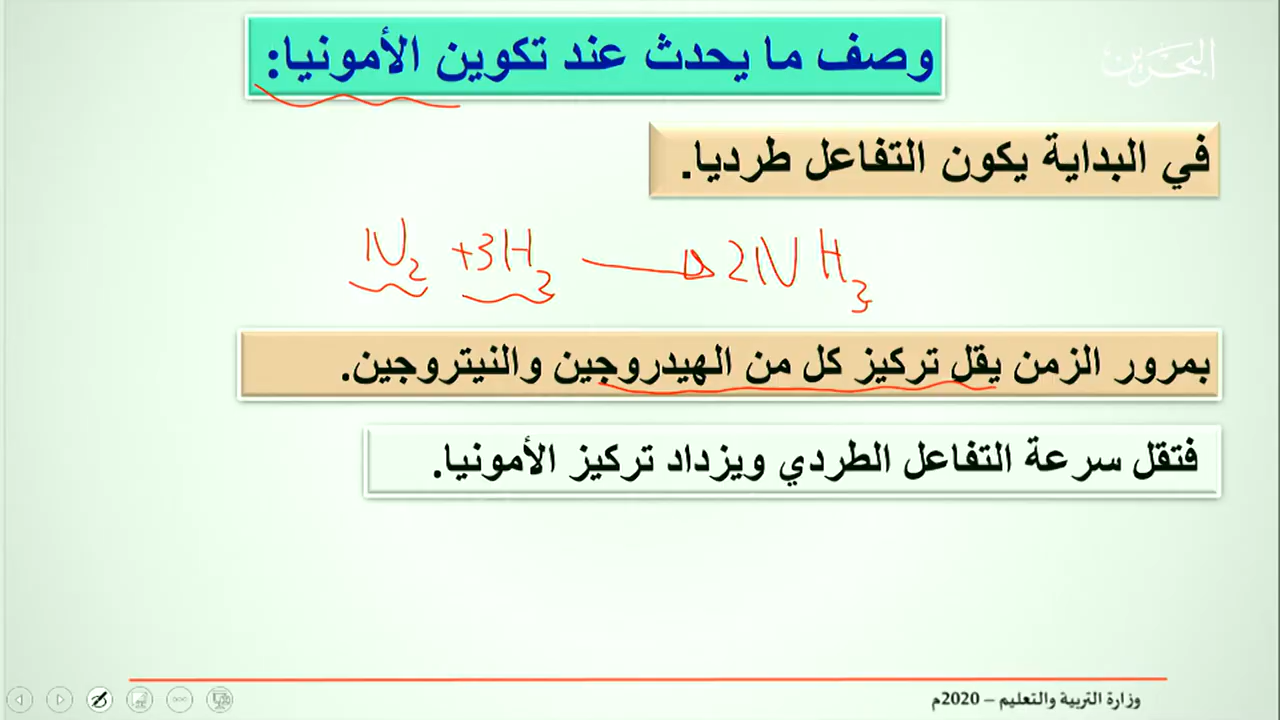 البحرين
وصف ما يحدث عند تكوين الأمونيا:
في البداية يكون التفاعل طرديا.
N₂ + 3H₂ → 2NH₃
بمرور الزمن يقل تركيز كل من الهيدروجين والنيتروجين.
فتقل سرعة التفاعل الطردي ويزداد تركيز الأمونيا.
وزارة التربية والتعليم – 2020م